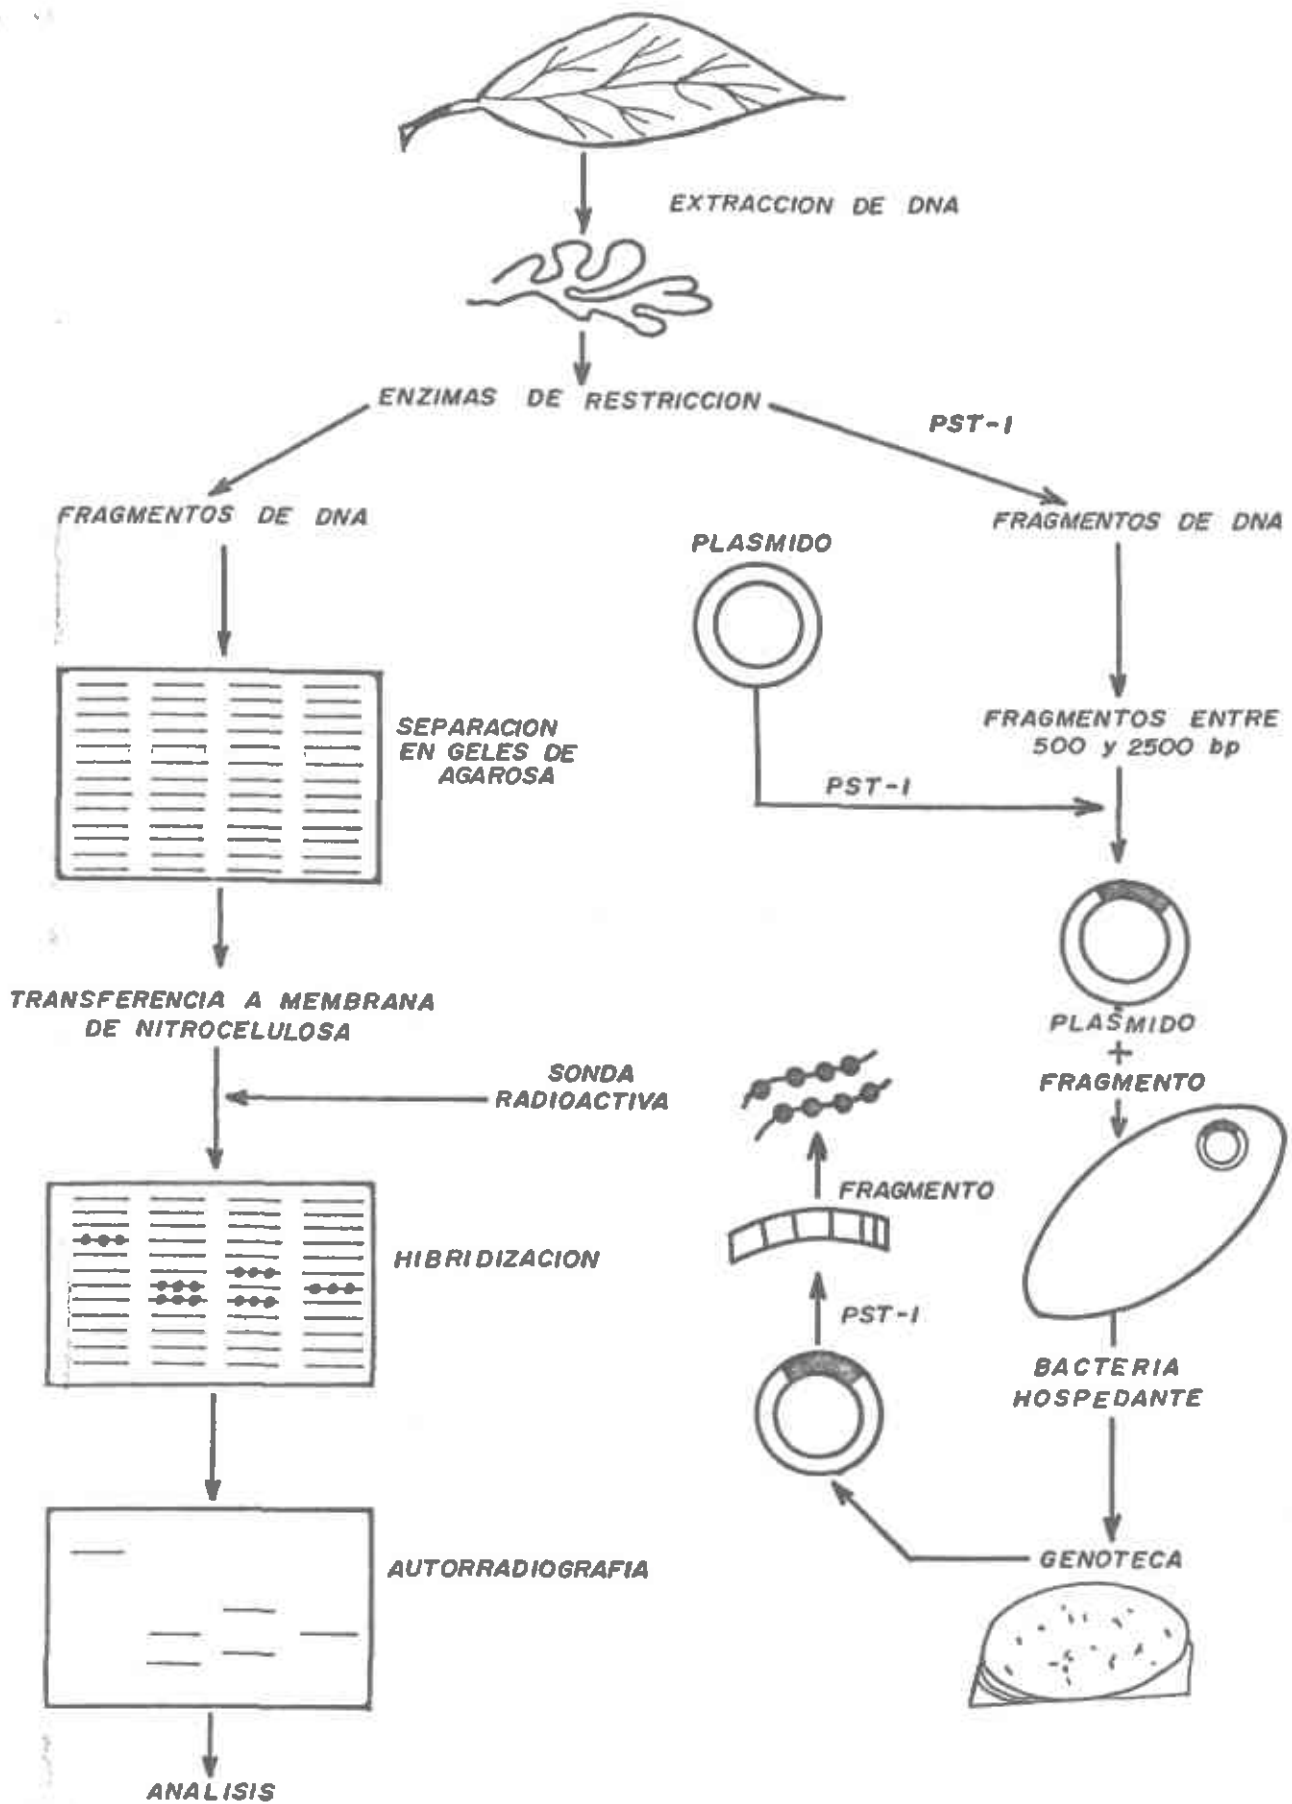 EXTRACCION DE DNA
ENZIMAS DE RESTRICCION
PST-I
FRAGMENTOS DE DNA
FRAGMENTOS DE DNA
PLASMIDO
SEPARACION
EN GELES DE
AGAROSA
FRAGMENTOS ENTRE
500 y 2500 bp
PST-I
TRANSFERENCIA A MEMBRANA
DE NITROCELULOSA
PLASMIDO
+
FRAGMENTO
SONDA
RADIOACTIVA
FRAGMENTO
HIBRIDIZACION
PST-I
BACTERIA
HOSPEDANTE
GENOTECA
AUTORRADIOGRAFIA
ANALISIS